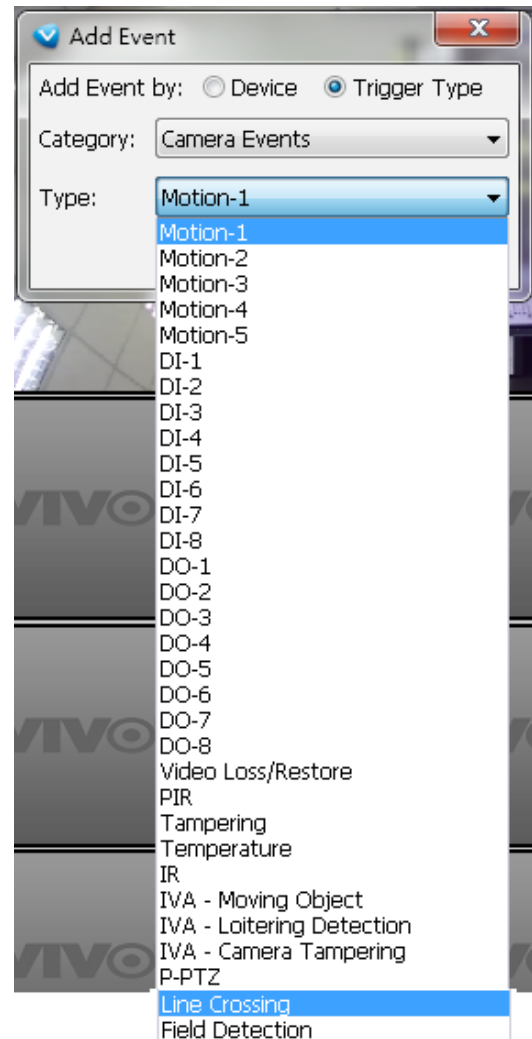 Add Event
Add Event by: Device Trigger Type
Category: Camera Events
Type: Motion-1
Motion-1
Motion-2
Motion-3
Motion-4
Motion-5
DI-1
DI-2
DI-3
DI-4
DI-5
DI-6
DI-7
DI-8
DO-1
DO-2
DO-3
DO-4
DO-5
DO-6
DO-7
DO-8
Video Loss/Restore
PIR
Tampering
Temperature
IR
IVA - Moving Object
IVA - Loitering Detection
IVA - Camera Tampering
P-PTZ
Line Crossing
Field Detection
VIVO
VIVO
VIVO